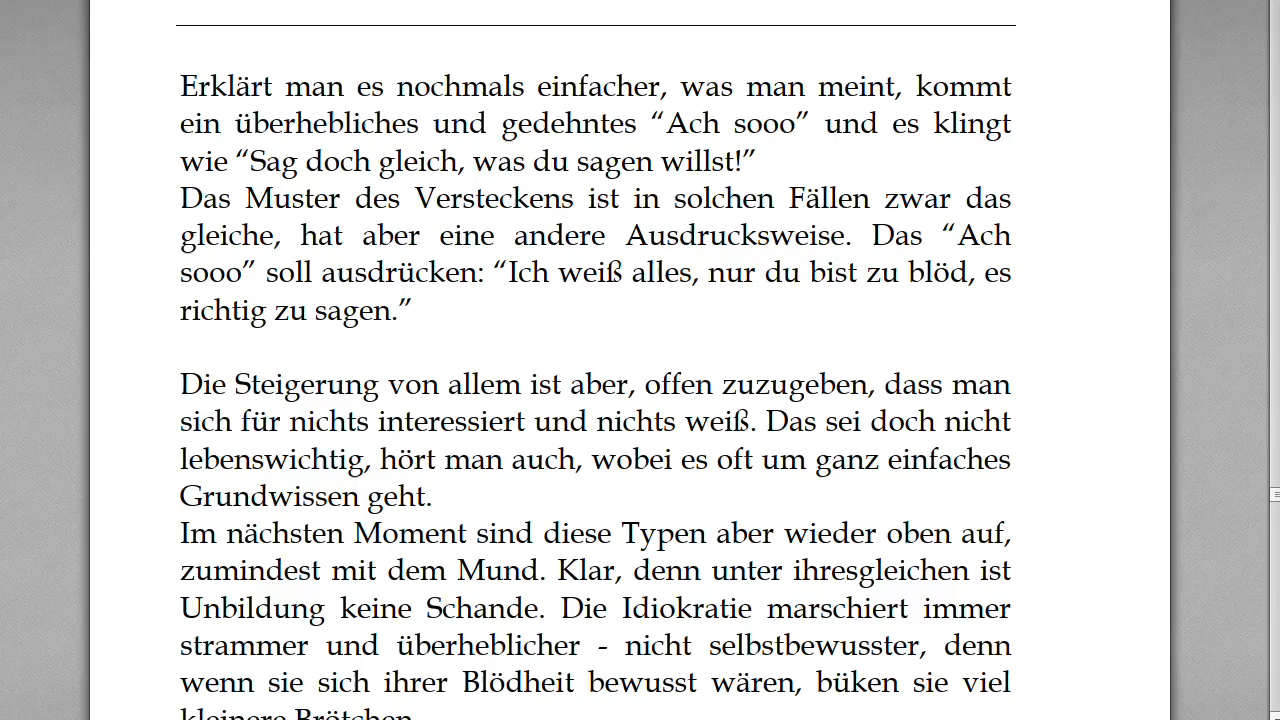 Erklärt man es nochmals einfacher, was man meint, kommt
ein überhebliches und gedehntes “Ach sooo” und es klingt
wie “Sag doch gleich, was du sagen willst!”
Das Muster des Versteckens ist in solchen Fällen zwar das
gleiche, hat aber eine andere Ausdrucksweise. Das “Ach
sooo” soll ausdrücken: “Ich weiß alles, nur du bist zu blöd, es
richtig zu sagen.”
Die Steigerung von allem ist aber, offen zuzugeben, dass man
sich für nichts interessiert und nichts weiß. Das sei doch nicht
lebenswichtig, hört man auch, wobei es oft um ganz einfaches
Grundwissen geht.
Im nächsten Moment sind diese Typen aber wieder oben auf,
zumindest mit dem Mund. Klar, denn unter ihresgleichen ist
Unbildung keine Schande. Die Idiokratie marschiert immer
strammer und überheblicher - nicht selbstbewusster, denn
wenn sie sich ihrer Blödheit bewusst wären, büken sie viel
kleinere Brötchen.